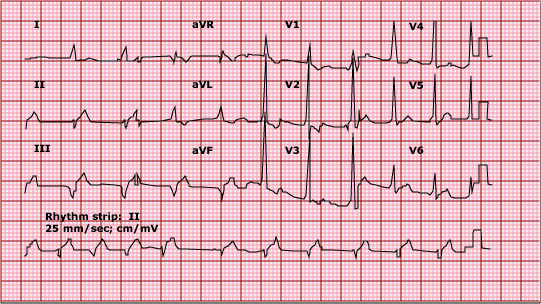 I aVR V1 V4
II aVL V2 V5
III aVF V3 V6
Rhythm strip: II
25 mm/sec; cm/mV